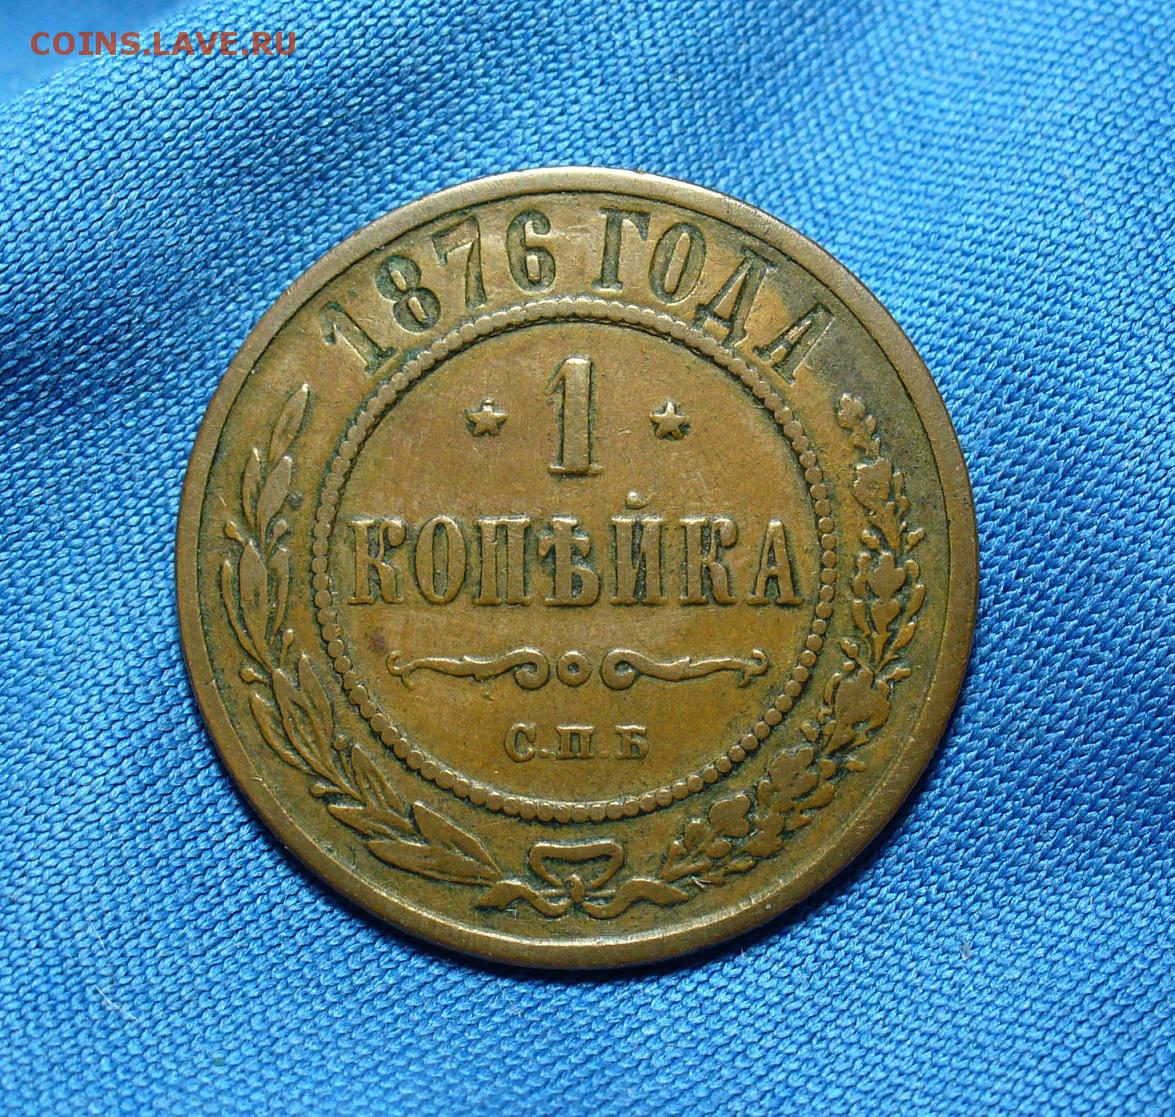 COINS.LAVE.RU
1876 ГОДА
1
КОПѢЙКА
С.П.Б